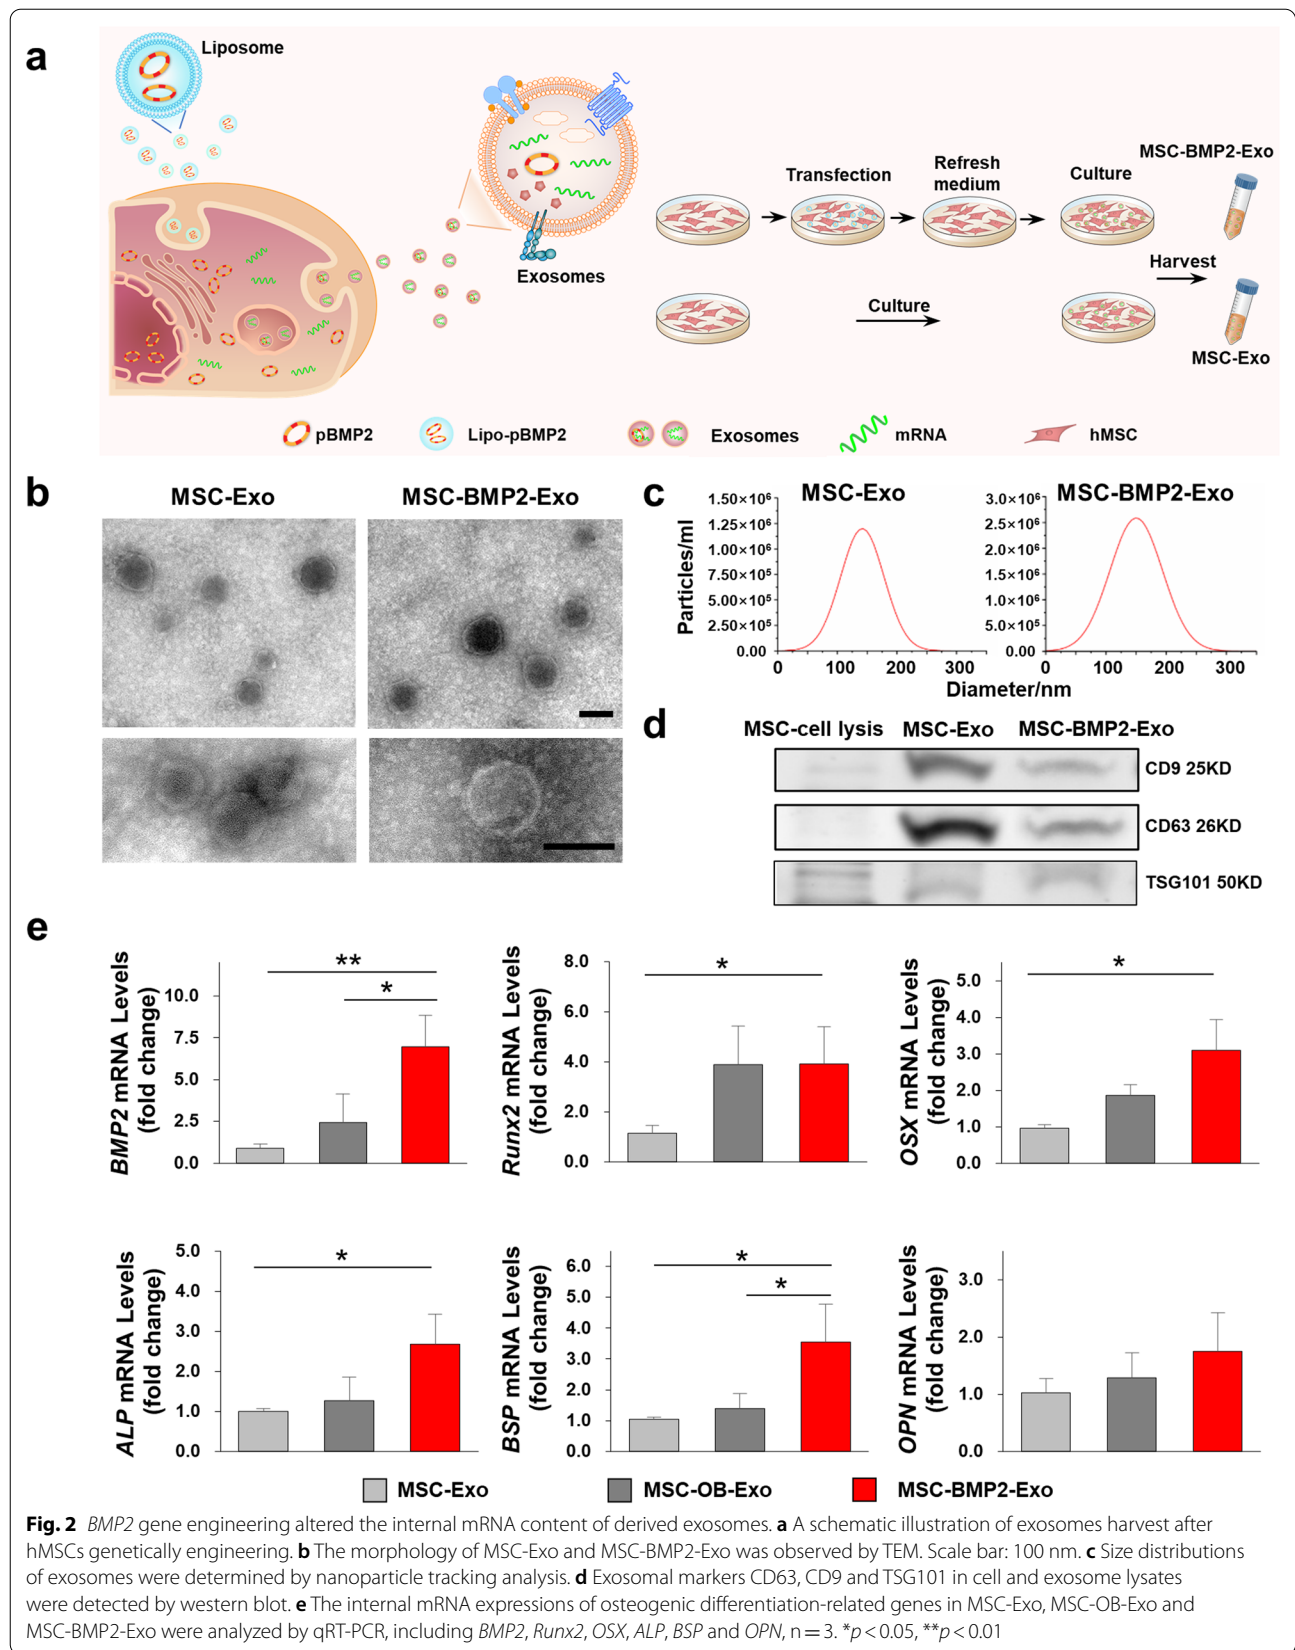 a
Liposome
Exosomes
Transfection
Refresh
medium
Culture
MSC-BMP2-Exo
Harvest
Culture
MSC-Exo
pBMP2
Lipo-pBMP2
Exosomes
mRNA
hMSC
b
MSC-Exo
MSC-BMP2-Exo
c
MSC-Exo
MSC-BMP2-Exo
Particles/ml
1.50×10⁶
1.25×10⁶
1.00×10⁶
7.50×10⁵
5.00×10⁵
2.50×10⁵
0.00
0
100
200
300
3.0×10⁶
2.5×10⁶
2.0×10⁶
1.5×10⁶
1.0×10⁶
5.0×10⁵
0.00
0
100
200
300
Diameter/nm
d
MSC-cell lysis
MSC-Exo
MSC-BMP2-Exo
CD9 25KD
CD63 26KD
TSG101 50KD
e
BMP2 mRNA Levels
(fold change)
10.0
7.5
5.0
2.5
0.0
**
*
Runx2 mRNA Levels
(fold change)
8.0
6.0
4.0
2.0
0.0
*
OSX mRNA Levels
(fold change)
5.0
4.0
3.0
2.0
1.0
0.0
*
ALP mRNA Levels
(fold change)
5.0
4.0
3.0
2.0
1.0
0.0
*
BSP mRNA Levels
(fold change)
6.0
5.0
4.0
3.0
2.0
1.0
0.0
*
*
OPN mRNA Levels
(fold change)
3.0
2.0
1.0
0.0
MSC-Exo
MSC-OB-Exo
MSC-BMP2-Exo
Fig. 2 BMP2 gene engineering altered the internal mRNA content of derived exosomes. a A schematic illustration of exosomes harvest after
hMSCs genetically engineering. b The morphology of MSC-Exo and MSC-BMP2-Exo was observed by TEM. Scale bar: 100 nm. c Size distributions
of exosomes were determined by nanoparticle tracking analysis. d Exosomal markers CD63, CD9 and TSG101 in cell and exosome lysates
were detected by western blot. e The internal mRNA expressions of osteogenic differentiation-related genes in MSC-Exo, MSC-OB-Exo and
MSC-BMP2-Exo were analyzed by qRT-PCR, including BMP2, Runx2, OSX, ALP, BSP and OPN, n = 3. *p < 0.05, **p < 0.01